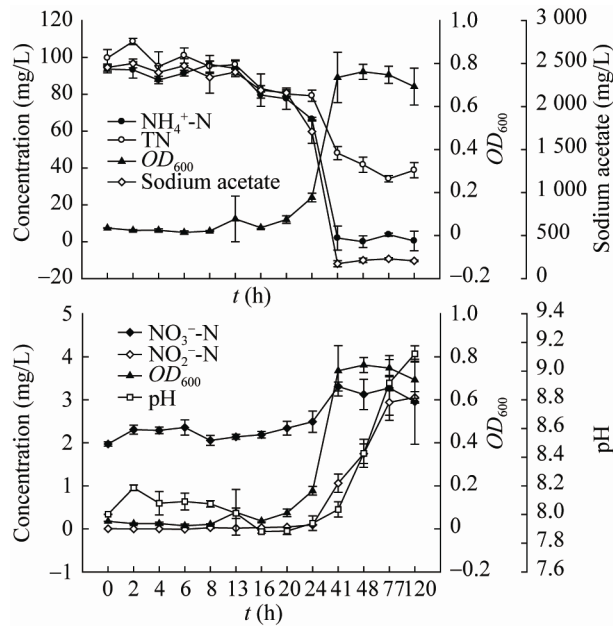 Concentration (mg/L)
120
100
80
60
40
20
0
−20
NH₄⁺-N
TN
OD₆₀₀
Sodium acetate
t (h)
1.0
0.8
0.6
0.4
0.2
0
−0.2
OD₆₀₀
3 000
2 500
2 000
1 500
1 000
500
0
Sodium acetate (mg/L)
Concentration (mg/L)
5
4
3
2
1
0
−1
NO₃⁻-N
NO₂⁻-N
OD₆₀₀
pH
0 2 4 6 8 13 16 20 24 41 48 77 120
t (h)
1.0
0.8
0.6
0.4
0.2
0
−0.2
OD₆₀₀
9.4
9.2
9.0
8.8
8.6
8.4
8.2
8.0
7.8
7.6
pH